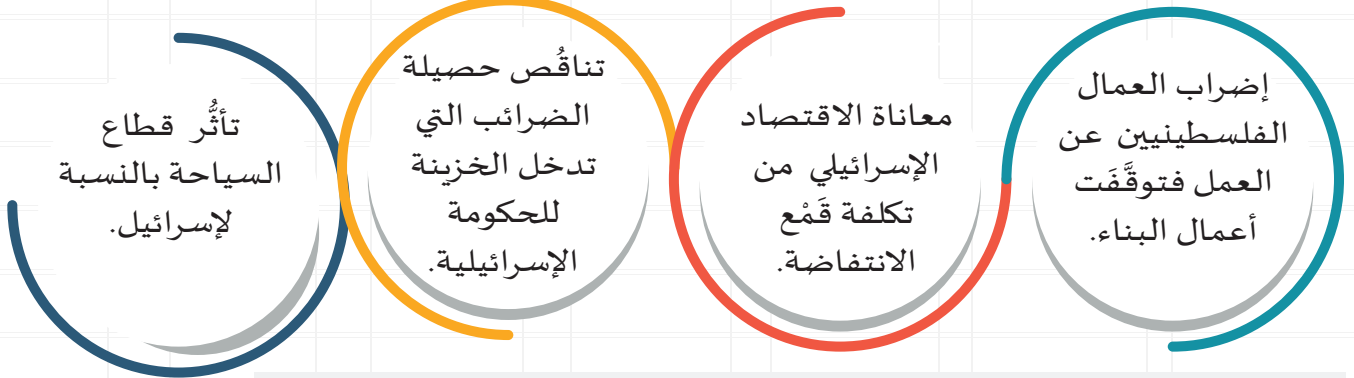 إضراب العمال
الفلسطينيين عن
العمل فتوقَّفَت
أعمال البناء.
معاناة الاقتصاد
الإسرائيلي من
تكلفة قَمْع
الانتفاضة.
تناقُص حصيلة
الضرائب التي
تدخل الخزينة
للحكومة
الإسرائيلية.
تأثُّر قطاع
السياحة بالنسبة
لإسرائيل.